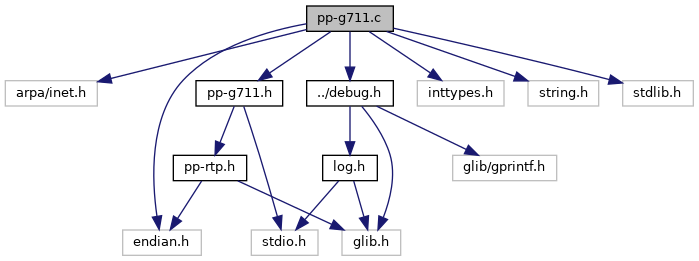 pp-g711.c
arpa/inet.h
pp-g711.h
../debug.h
inttypes.h
string.h
stdlib.h
pp-rtp.h
log.h
glib/gprintf.h
endian.h
stdio.h
glib.h